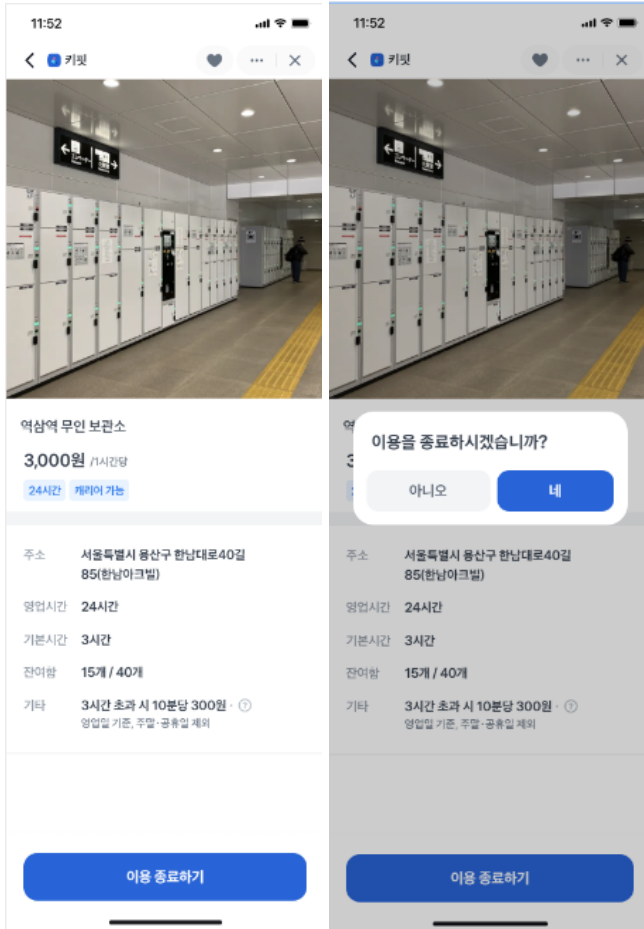 11:52
키핏
역삼역 무인 보관소
3,000원 /1시간당
24시간 캐리어 가능
주소 서울특별시 용산구 한남대로40길
85(한남아크빌)
영업시간 24시간
기본시간 3시간
잔여함 15개 / 40개
기타 3시간 초과 시 10분당 300원 ·
영업일 기준, 주말·공휴일 제외
이용 종료하기
11:52
키핏
역
3
이용을 종료하시겠습니까?
아니오 네
주소 서울특별시 용산구 한남대로40길
85(한남아크빌)
영업시간 24시간
기본시간 3시간
잔여함 15개 / 40개
기타 3시간 초과 시 10분당 300원 ·
영업일 기준, 주말·공휴일 제외
이용 종료하기